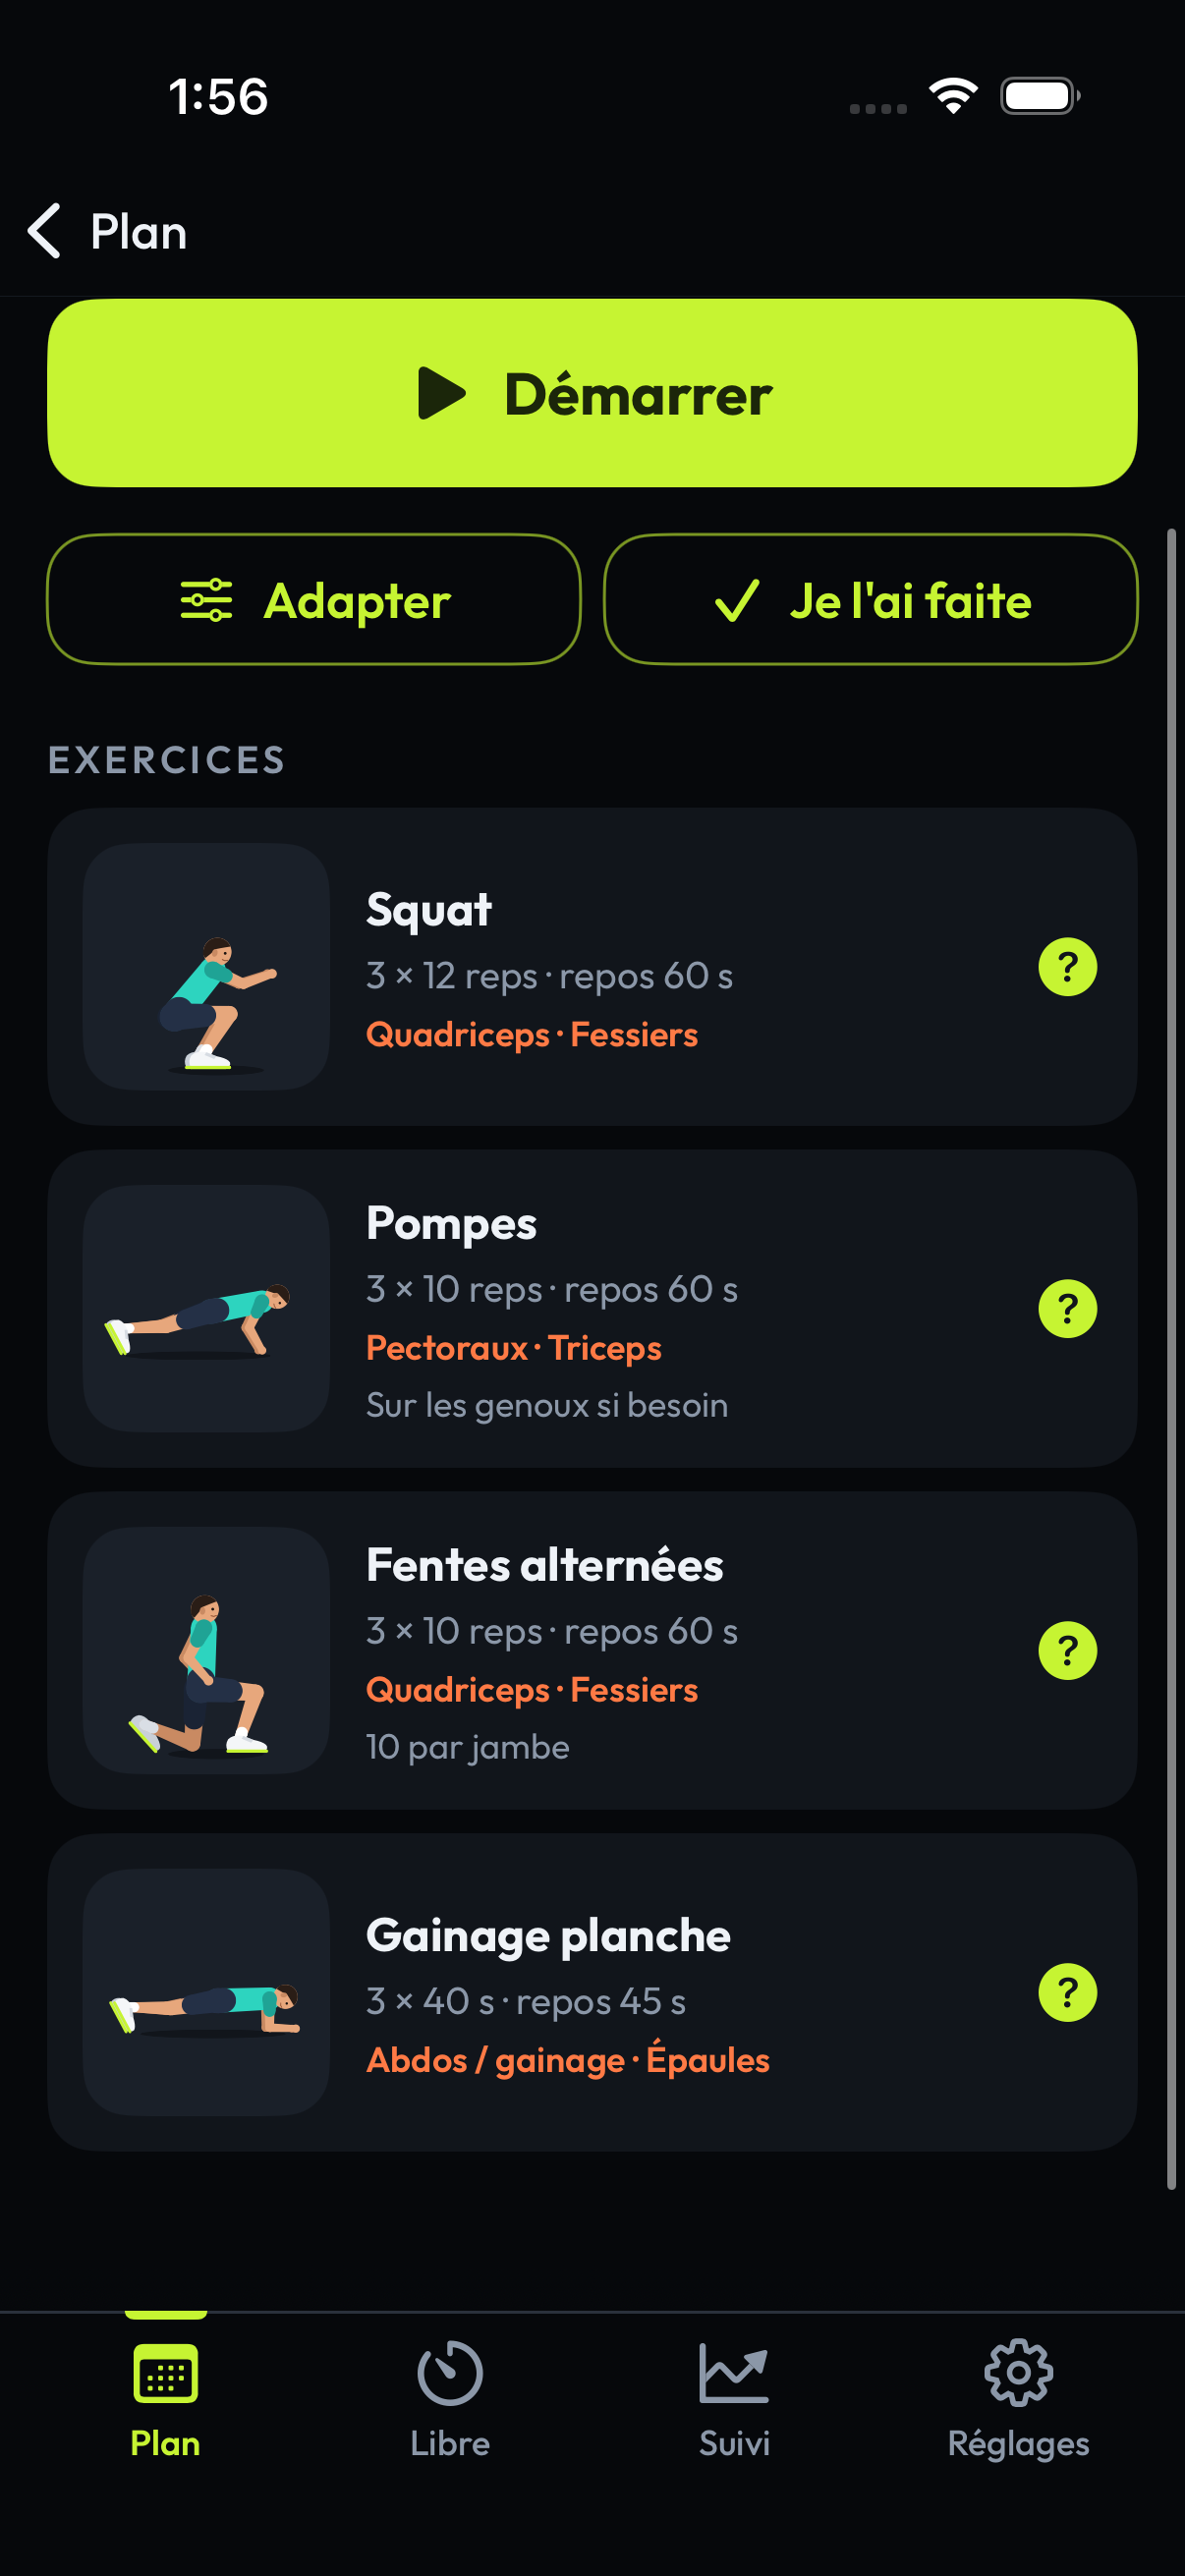 1:56
Plan
Démarrer
Adapter
Je l'ai faite
EXERCICES
Squat
3 × 12 reps · repos 60 s
Quadriceps · Fessiers
?
Pompes
3 × 10 reps · repos 60 s
Pectoraux · Triceps
Sur les genoux si besoin
?
Fentes alternées
3 × 10 reps · repos 60 s
Quadriceps · Fessiers
10 par jambe
?
Gainage planche
3 × 40 s · repos 45 s
Abdos / gainage · Épaules
?
Plan
Libre
Suivi
Réglages